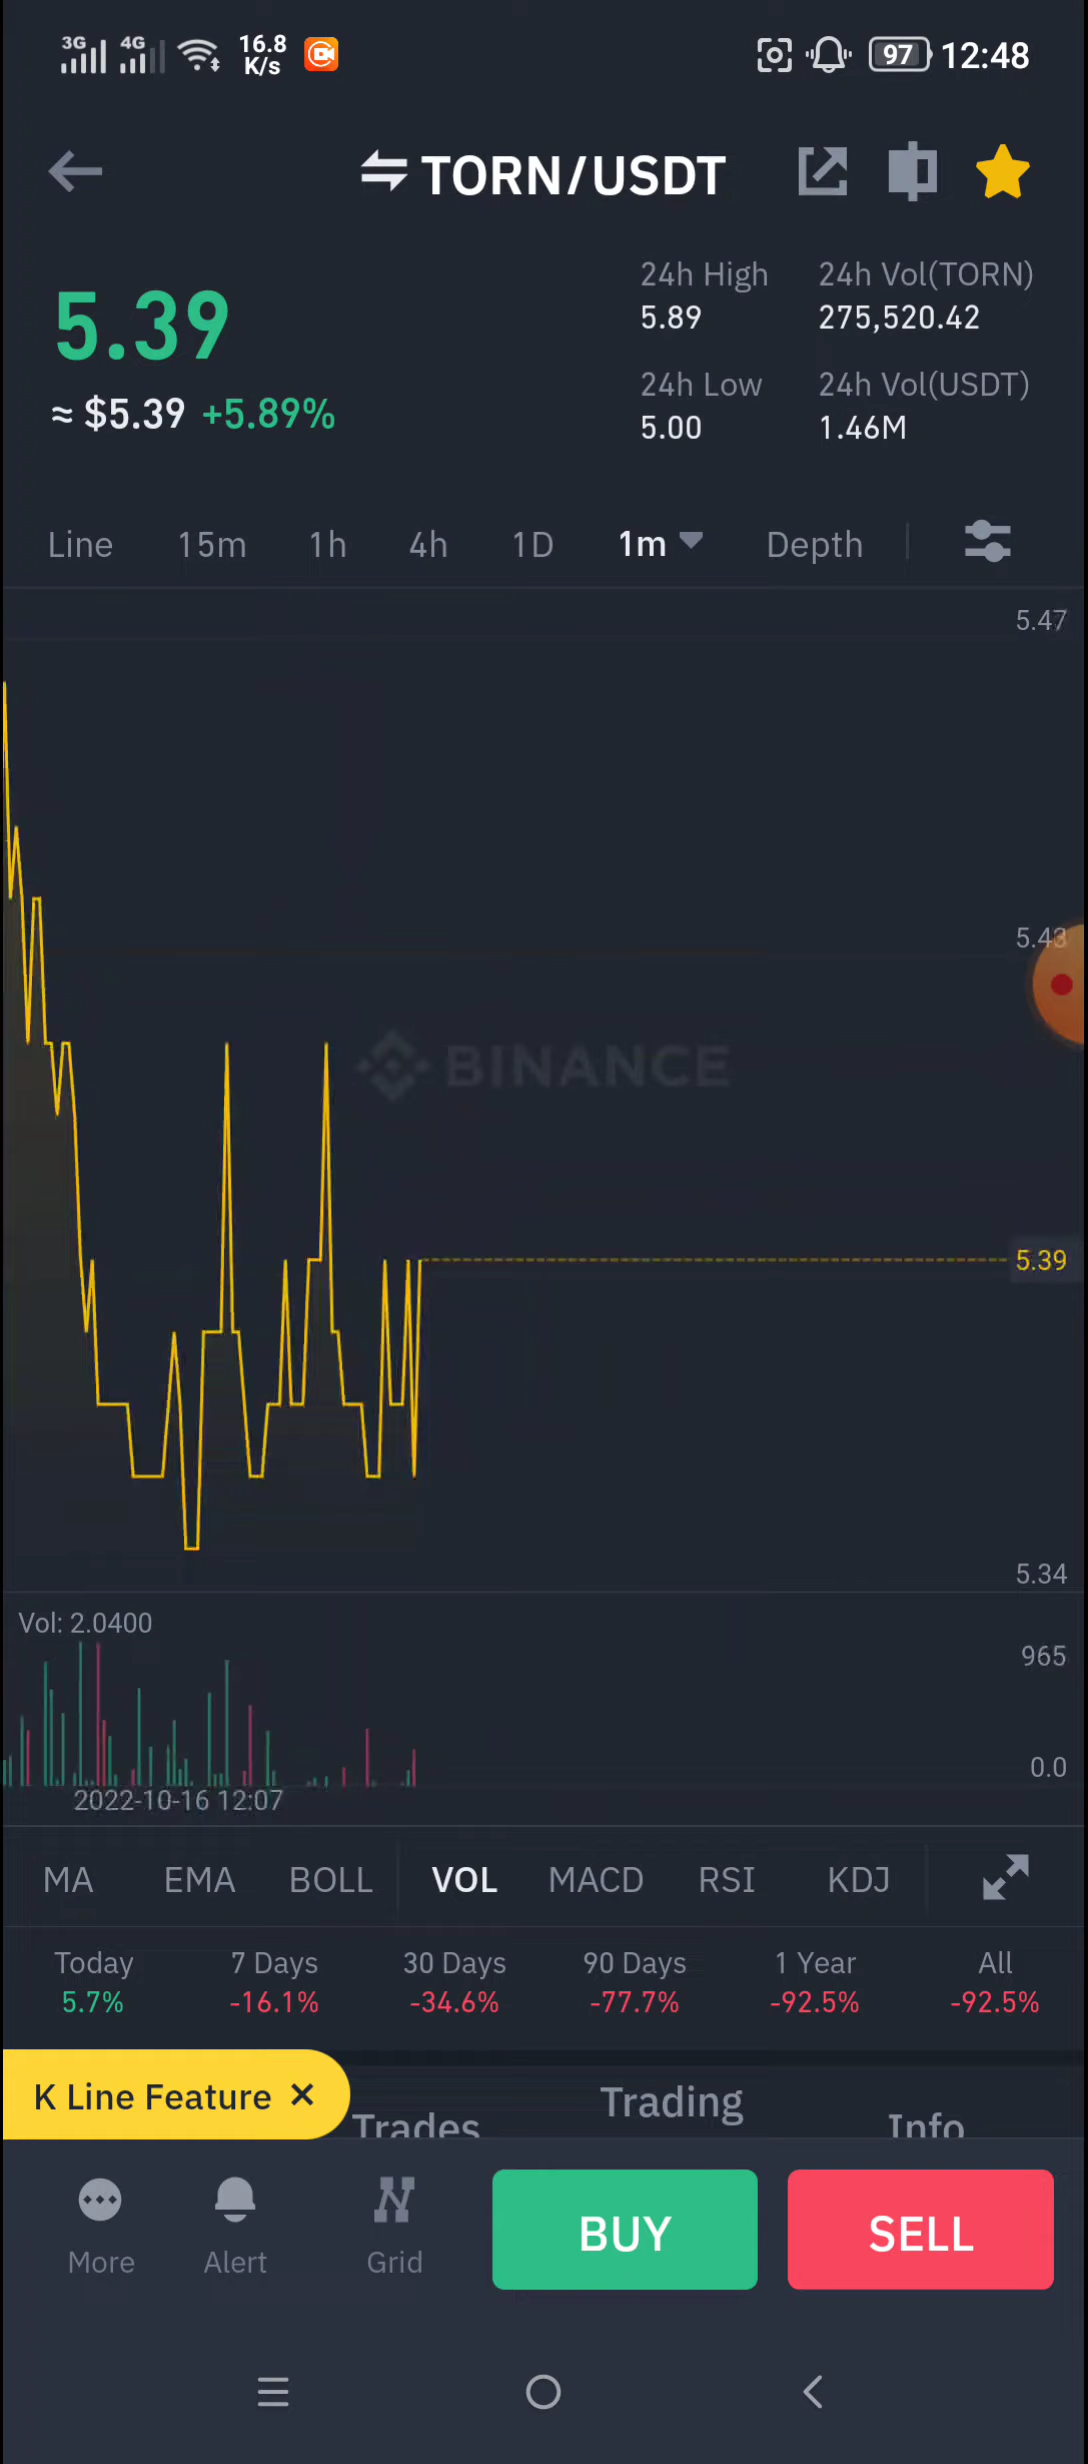 3G 4G 16.8 K/s 97 12:48
TORN/USDT
5.39
≈ $5.39 +5.89%
24h High 24h Vol(TORN)
5.89 275,520.42
24h Low 24h Vol(USDT)
5.00 1.46M
Line 15m 1h 4h 1D 1m Depth
5.47
5.43
BINANCE
5.39
5.34
Vol: 2.0400
965
0.0
2022-10-16 12:07
MA EMA BOLL VOL MACD RSI KDJ
Today 7 Days 30 Days 90 Days 1 Year All
5.7% -16.1% -34.6% -77.7% -92.5% -92.5%
K Line Feature ×
Trades Trading Info
More Alert Grid BUY SELL